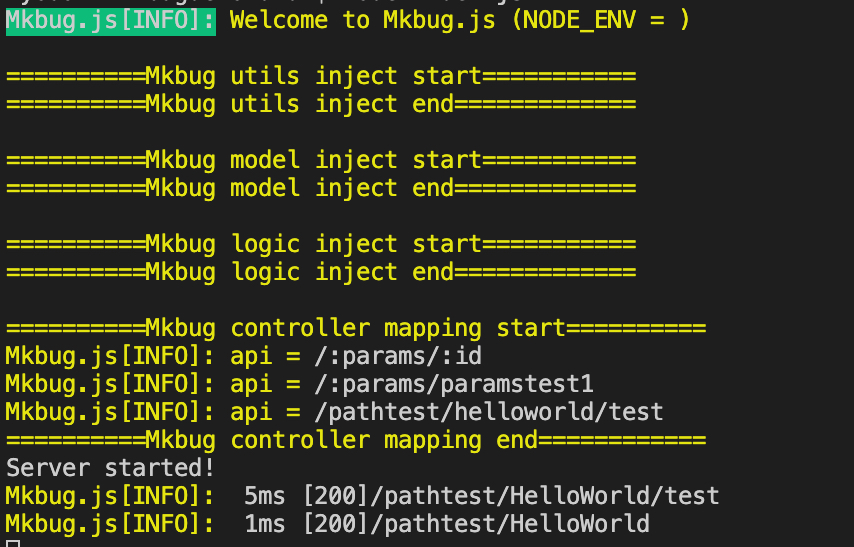 Mkbug.js[INFO]: Welcome to Mkbug.js (NODE_ENV = )
==========Mkbug utils inject start===========
==========Mkbug utils inject end=============
==========Mkbug model inject start===========
==========Mkbug model inject end=============
==========Mkbug logic inject start===========
==========Mkbug logic inject end=============
==========Mkbug controller mapping start==========
Mkbug.js[INFO]: api = /:params/:id
Mkbug.js[INFO]: api = /:params/paramstest1
Mkbug.js[INFO]: api = /pathtest/helloworld/test
==========Mkbug controller mapping end============
Server started!
Mkbug.js[INFO]:  5ms [200]/pathtest/HelloWorld/test
Mkbug.js[INFO]:  1ms [200]/pathtest/HelloWorld